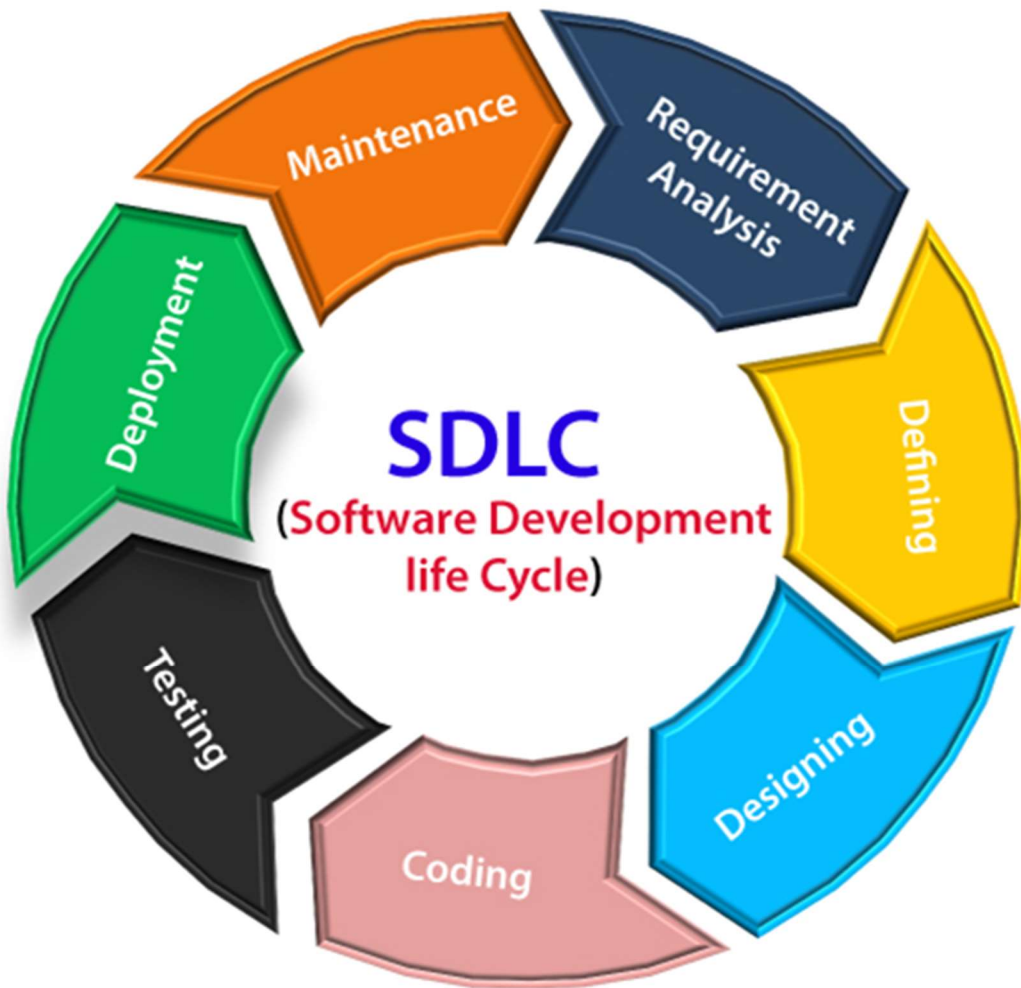 Requirement
Analysis
Defining
Designing
Coding
Testing
Deployment
Maintenance
SDLC
(Software Development
life Cycle)